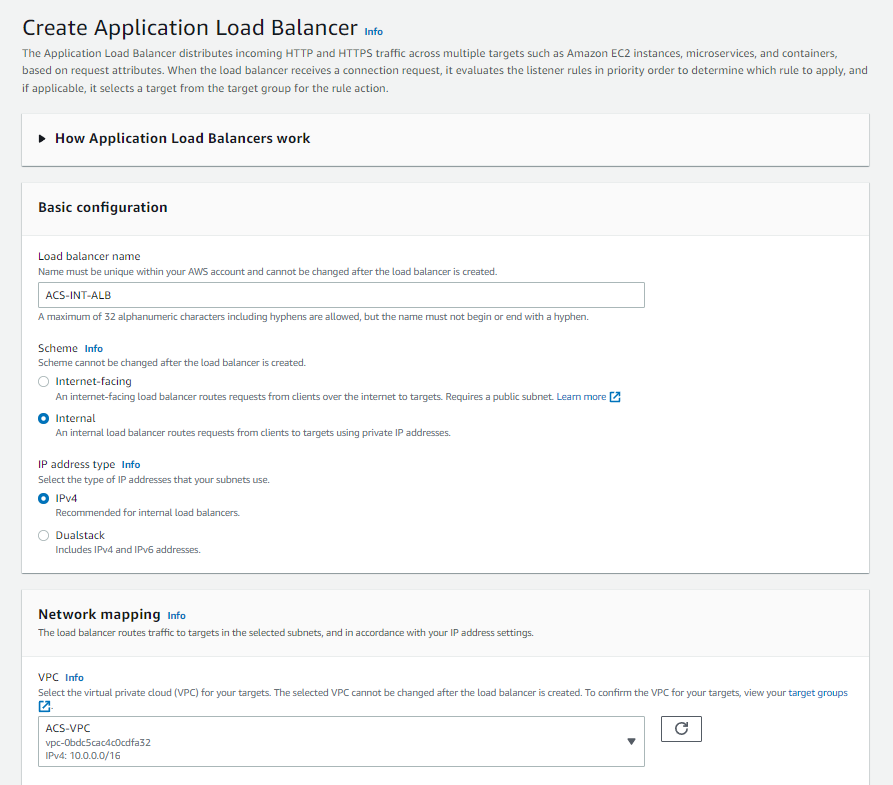 Create Application Load Balancer Info
The Application Load Balancer distributes incoming HTTP and HTTPS traffic across multiple targets such as Amazon EC2 instances, microservices, and containers,
based on request attributes. When the load balancer receives a connection request, it evaluates the listener rules in priority order to determine which rule to apply, and
if applicable, it selects a target from the target group for the rule action.
How Application Load Balancers work
Basic configuration
Load balancer name
Name must be unique within your AWS account and cannot be changed after the load balancer is created.
ACS-INT-ALB
A maximum of 32 alphanumeric characters including hyphens are allowed, but the name must not begin or end with a hyphen.
Scheme Info
Scheme cannot be changed after the load balancer is created.
Internet-facing
An internet-facing load balancer routes requests from clients over the internet to targets. Requires a public subnet. Learn more
Internal
An internal load balancer routes requests from clients to targets using private IP addresses.
IP address type Info
Select the type of IP addresses that your subnets use.
IPv4
Recommended for internal load balancers.
Dualstack
Includes IPv4 and IPv6 addresses.
Network mapping Info
The load balancer routes traffic to targets in the selected subnets, and in accordance with your IP address settings.
VPC Info
Select the virtual private cloud (VPC) for your targets. The selected VPC cannot be changed after the load balancer is created. To confirm the VPC for your targets, view your target groups
.
ACS-VPC
vpc-0bdc5cac4c0cdfa32
IPv4: 10.0.0.0/16